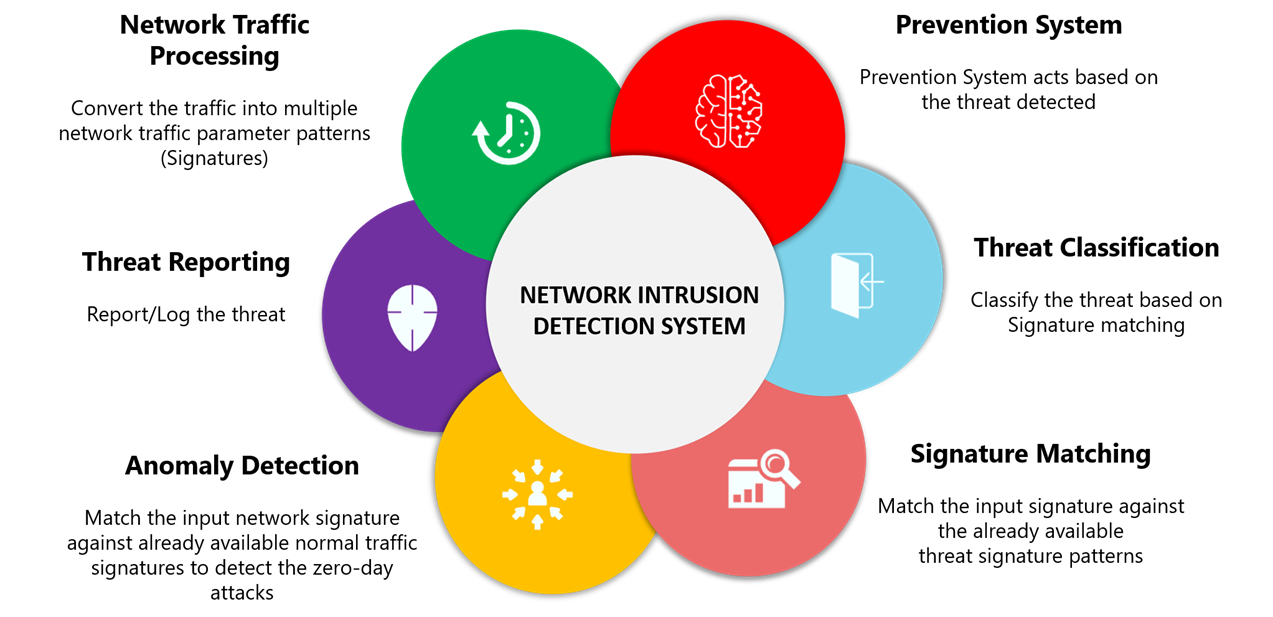 Network Traffic
Processing
Convert the traffic into multiple
network traffic parameter patterns
(Signatures)
Prevention System
Prevention System acts based on
the threat detected
Threat Reporting
Report/Log the threat
NETWORK INTRUSION
DETECTION SYSTEM
Threat Classification
Classify the threat based on
Signature matching
Anomaly Detection
Match the input network signature
against already available normal traffic
signatures to detect the zero-day
attacks
Signature Matching
Match the input signature against
the already available
threat signature patterns